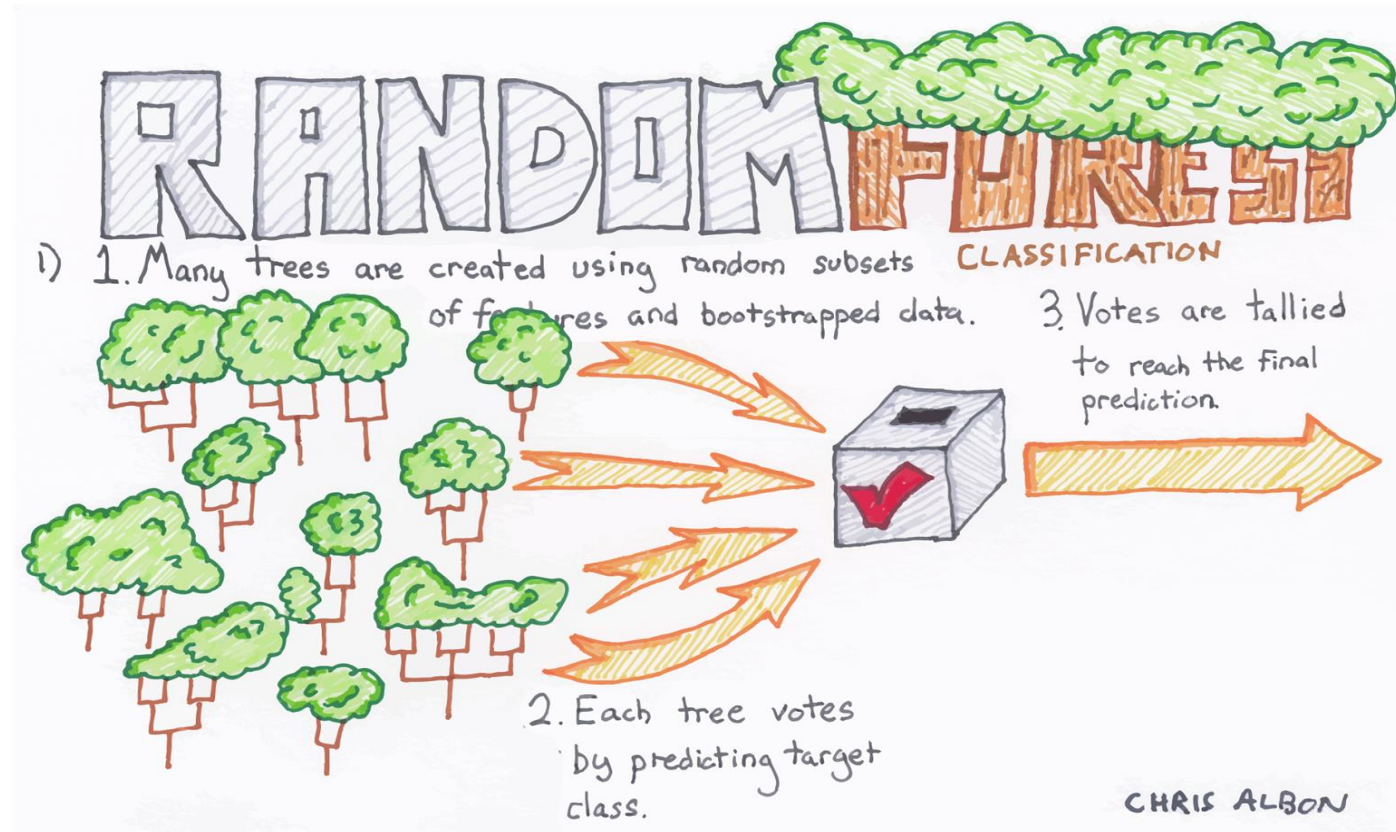 RANDOM FOREST
CLASSIFICATION
1) 1. Many trees are created using random subsets
of features and bootstrapped data.
3. Votes are tallied
to reach the final
prediction.
2. Each tree votes
by predicting target
class.
CHRIS ALBON